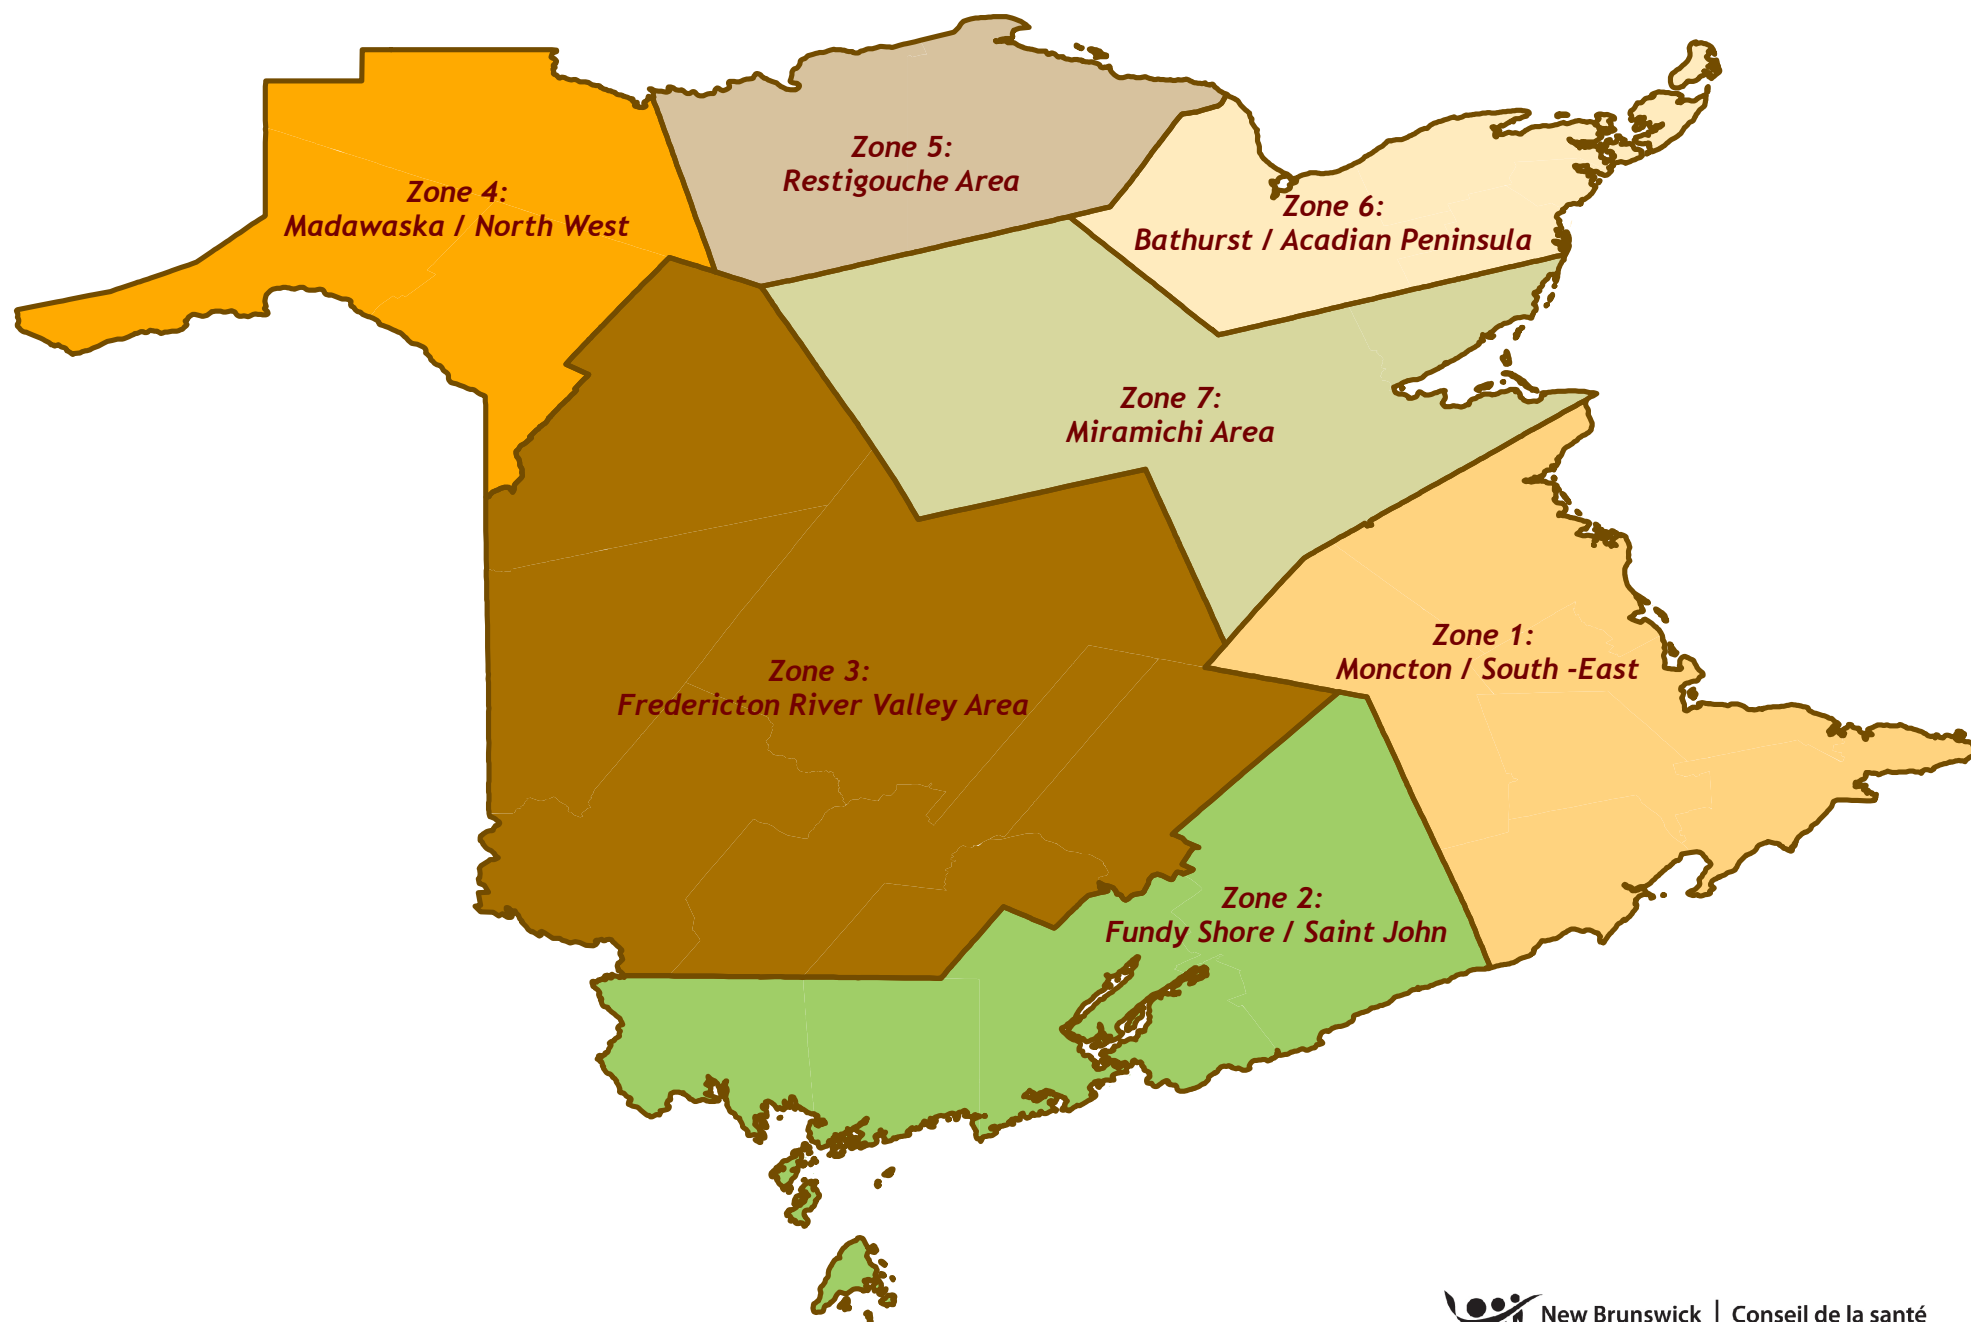 Zone 5:
Restigouche Area
Zone 4:
Madawaska / North West
Zone 6:
Bathurst / Acadian Peninsula
Zone 7:
Miramichi Area
Zone 1:
Moncton / South -East
Zone 3:
Fredericton River Valley Area
Zone 2:
Fundy Shore / Saint John
New Brunswick | Conseil de la santé